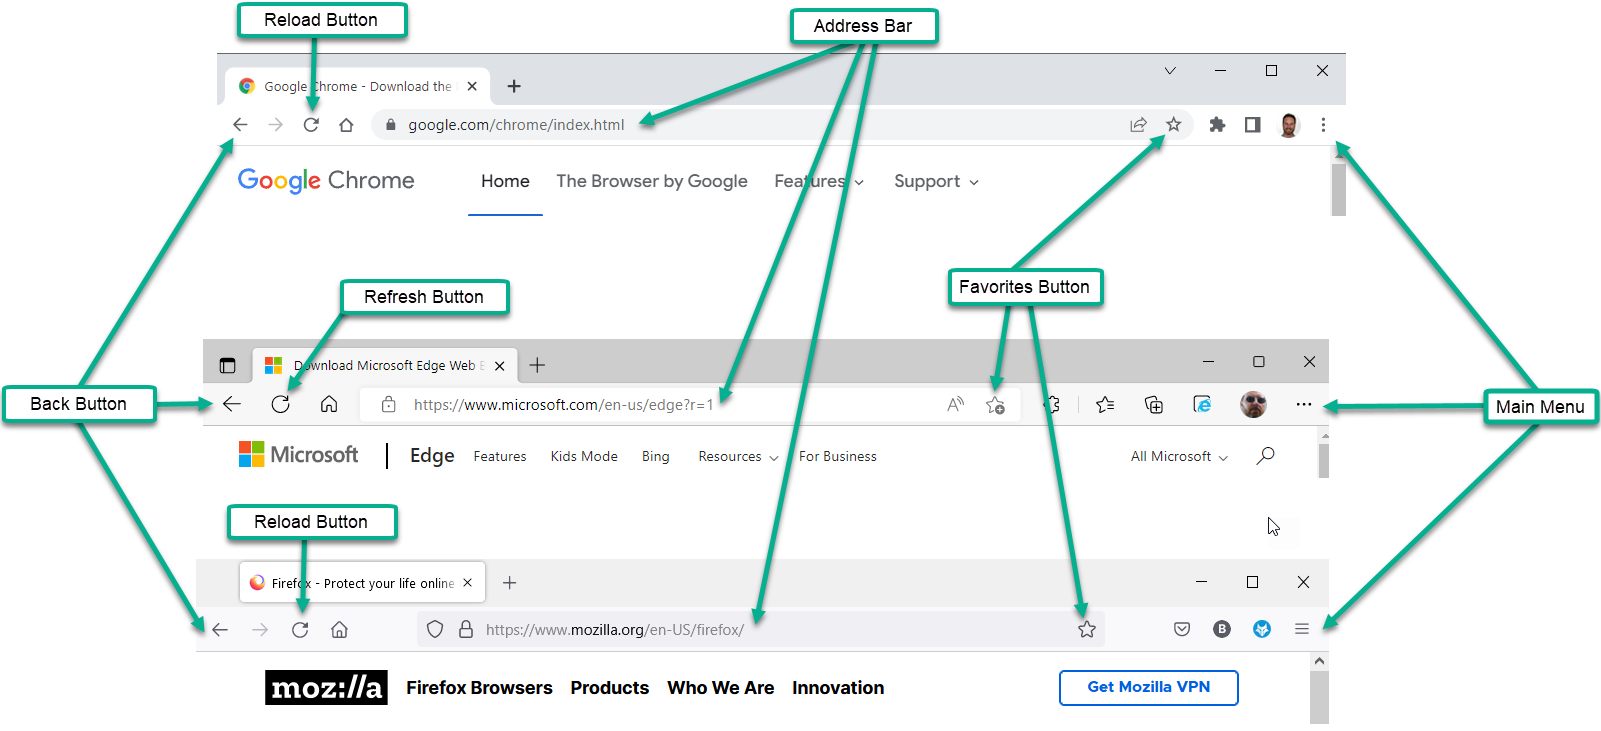 Reload Button
Address Bar
Google Chrome - Download the
google.com/chrome/index.html
Google Chrome
Home The Browser by Google Features Support
Favorites Button
Refresh Button
Download Microsoft Edge Web
Back Button
https://www.microsoft.com/en-us/edge?r=1
Main Menu
Microsoft Edge Features Kids Mode Bing Resources For Business All Microsoft
Reload Button
Firefox - Protect your life online
https://www.mozilla.org/en-US/firefox/
B
moz://a Firefox Browsers Products Who We Are Innovation Get Mozilla VPN